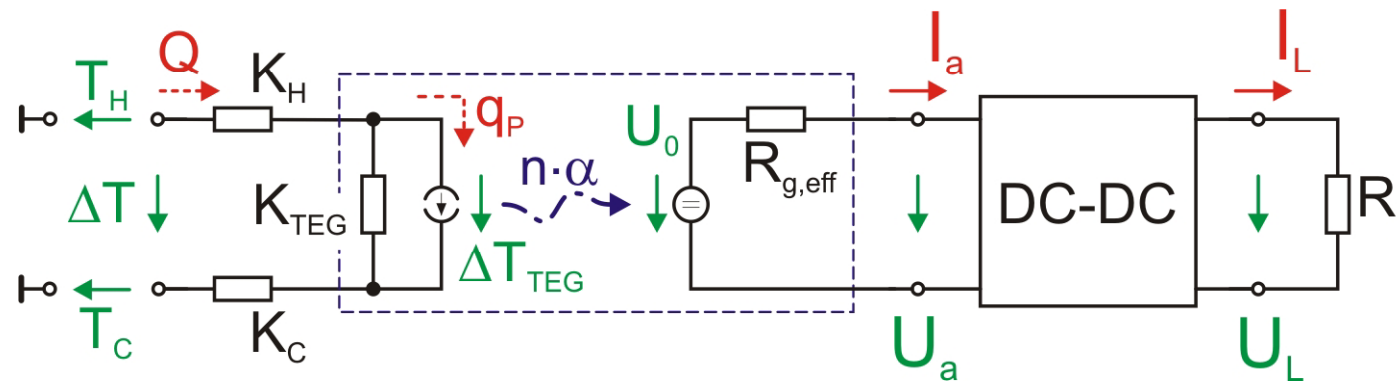 T_H
Q
K_H
q_P
U_0
I_a
I_L
ΔT
K_TEG
n·α
R_g,eff
DC-DC
R
ΔT_TEG
T_C
K_C
U_a
U_L